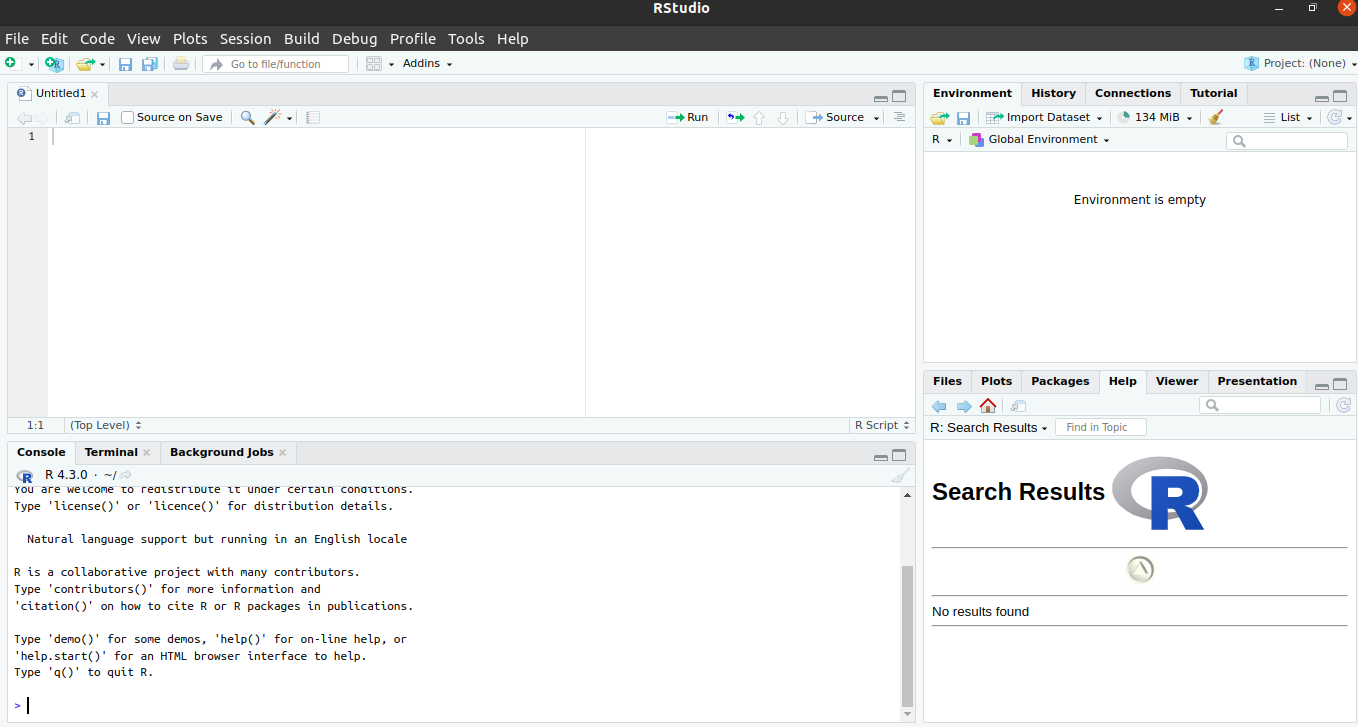 RStudio
File Edit Code View Plots Session Build Debug Profile Tools Help
Go to file/function Addins Project: (None)
Untitled1
Source on Save Run Source
1
1:1 (Top Level) R Script
Console Terminal Background Jobs
R 4.3.0 · ~/
You are welcome to redistribute it under certain conditions.
Type 'license()' or 'licence()' for distribution details.
Natural language support but running in an English locale
R is a collaborative project with many contributors.
Type 'contributors()' for more information and
'citation()' on how to cite R or R packages in publications.
Type 'demo()' for some demos, 'help()' for on-line help, or
'help.start()' for an HTML browser interface to help.
Type 'q()' to quit R.
>
Environment History Connections Tutorial
Import Dataset 134 MiB List
R Global Environment
Environment is empty
Files Plots Packages Help Viewer Presentation
R: Search Results Find in Topic
Search Results R
No results found